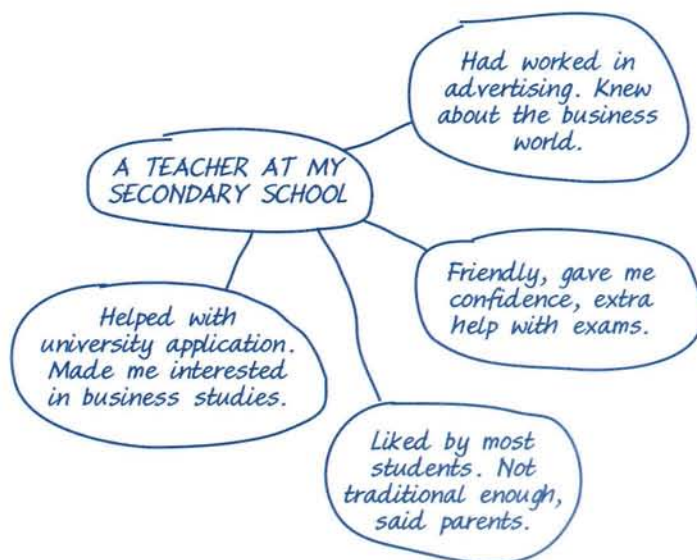 Had worked in
advertising. Knew
about the business
world.
A TEACHER AT MY
SECONDARY SCHOOL
Friendly, gave me
confidence, extra
help with exams.
Helped with
university application.
Made me interested
in business studies.
Liked by most
students. Not
traditional enough,
said parents.